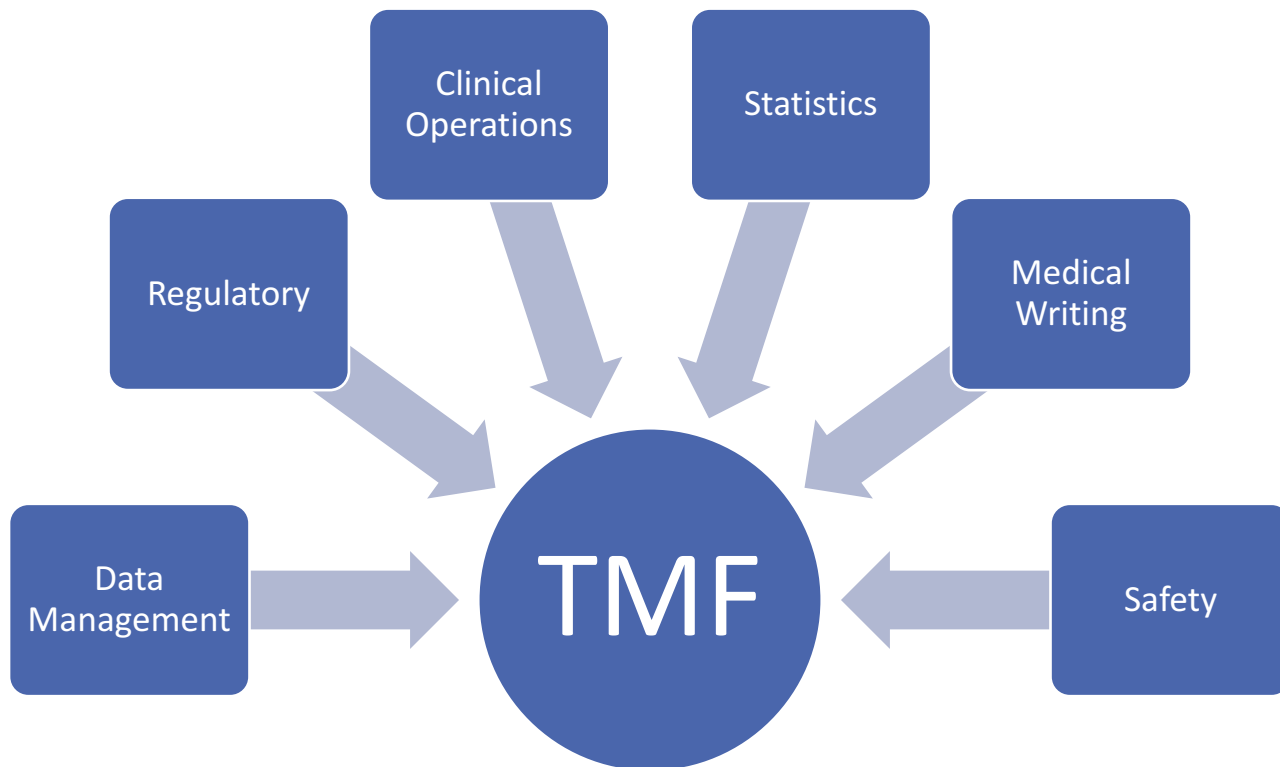 Clinical
Operations
Statistics
Regulatory
Medical
Writing
Data
Management
TMF
Safety